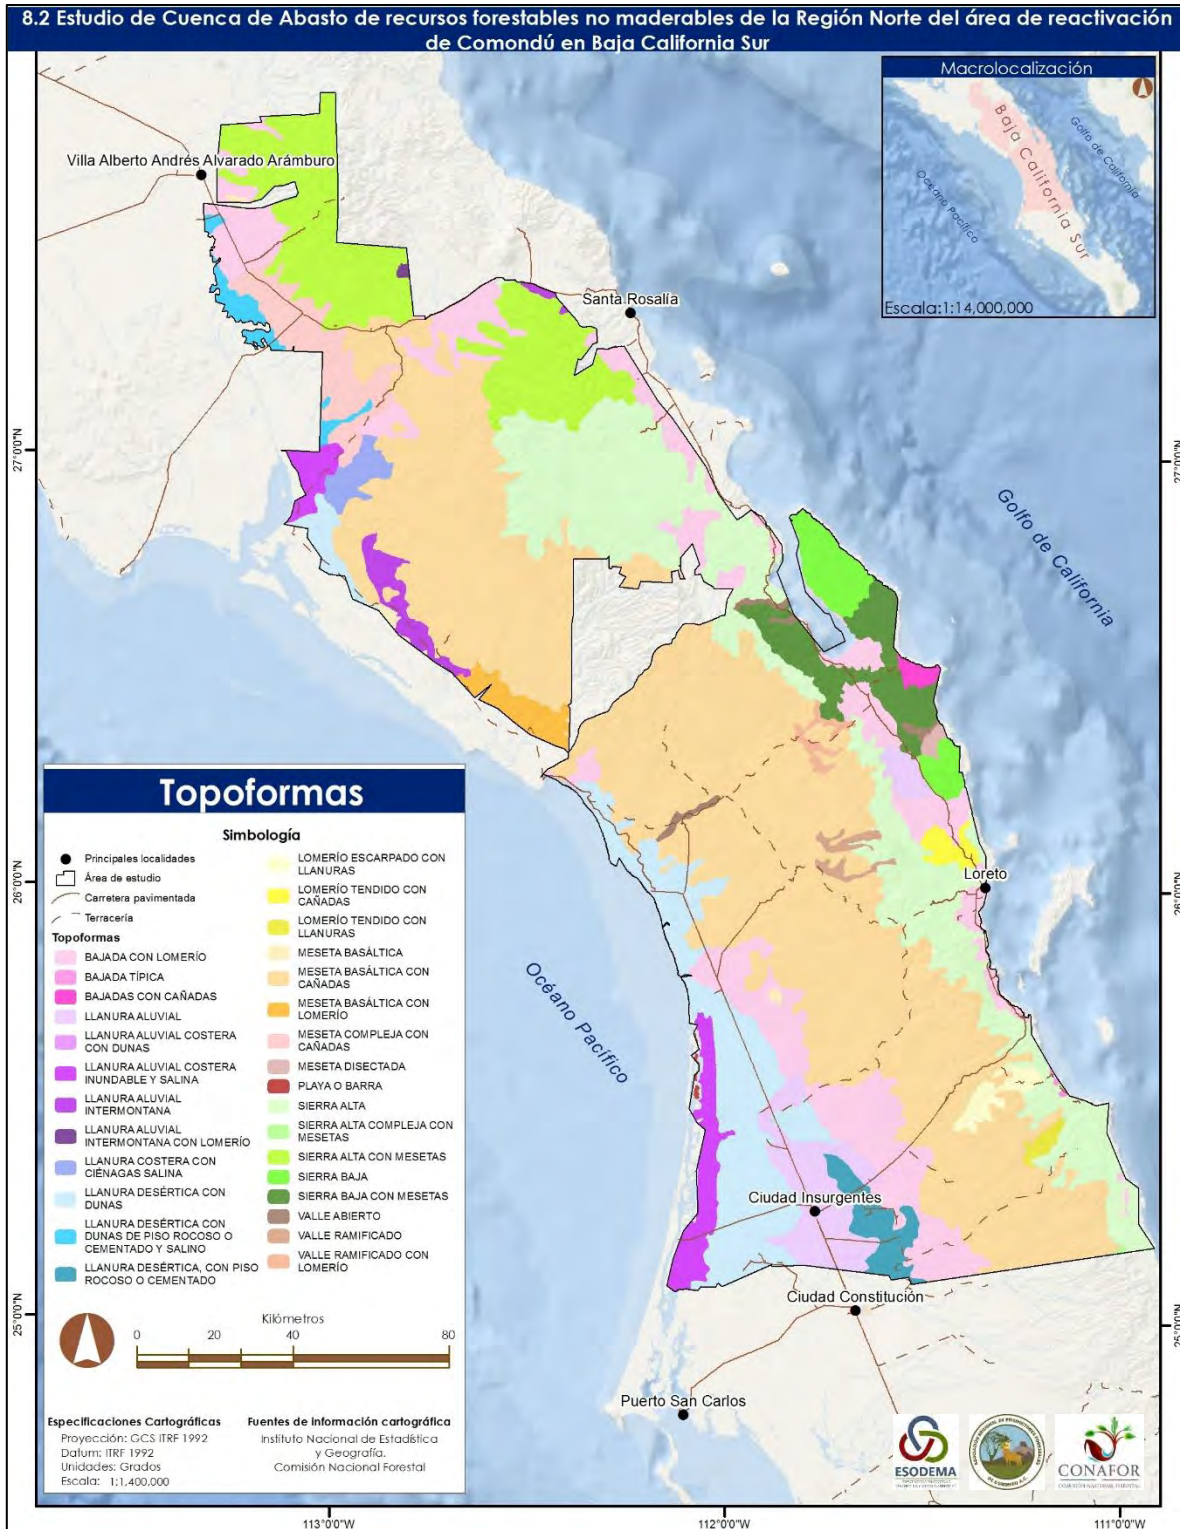 8.2 Estudio de Cuenca de Abasto de recursos forestables no maderables de la Región Norte del área de reactivación
de Comondú en Baja California Sur
Macrolocalización
Baja California Sur
Golfo de California
Océano Pacífico
Escala:1:14,000,000
Villa Alberto Andrés Alvarado Arámburo
Santa Rosalía
27°0'0"N
27°0'0"N
Golfo de California
Loreto
26°0'0"N
26°0'0"N
Océano Pacífico
Ciudad Insurgentes
Ciudad Constitución
25°0'0"N
25°0'0"N
Puerto San Carlos
Topoformas
Simbología
Principales localidades
Área de estudio
Carretera pavimentada
Terracería
Topoformas
BAJADA CON LOMERÍO
BAJADA TÍPICA
BAJADAS CON CAÑADAS
LLANURA ALUVIAL
LLANURA ALUVIAL COSTERA
CON DUNAS
LLANURA ALUVIAL COSTERA
INUNDABLE Y SALINA
LLANURA ALUVIAL
INTERMONTANA
LLANURA ALUVIAL
INTERMONTANA CON LOMERÍO
LLANURA COSTERA CON
CIÉNAGAS SALINA
LLANURA DESÉRTICA CON
DUNAS
LLANURA DESÉRTICA CON
DUNAS DE PISO ROCOSO O
CEMENTADO Y SALINO
LLANURA DESÉRTICA, CON PISO
ROCOSO O CEMENTADO
LOMERÍO ESCARPADO CON
LLANURAS
LOMERÍO TENDIDO CON
CAÑADAS
LOMERÍO TENDIDO CON
LLANURAS
MESETA BASÁLTICA
MESETA BASÁLTICA CON
CAÑADAS
MESETA BASÁLTICA CON
LOMERÍO
MESETA COMPLEJA CON
CAÑADAS
MESETA DISECTADA
PLAYA O BARRA
SIERRA ALTA
SIERRA ALTA COMPLEJA CON
MESETAS
SIERRA ALTA CON MESETAS
SIERRA BAJA
SIERRA BAJA CON MESETAS
VALLE ABIERTO
VALLE RAMIFICADO
VALLE RAMIFICADO CON
LOMERÍO
Kilómetros
0 20 40 80
Especificaciones Cartográficas
Proyección: GCS ITRF 1992
Datum: ITRF 1992
Unidades: Grados
Escala: 1:1,400,000
Fuentes de información cartográfica
Instituto Nacional de Estadística
y Geografía.
Comisión Nacional Forestal
ESODEMA
CONAFOR
COMISIÓN NACIONAL FORESTAL
113°0'0"W
112°0'0"W
111°0'0"W